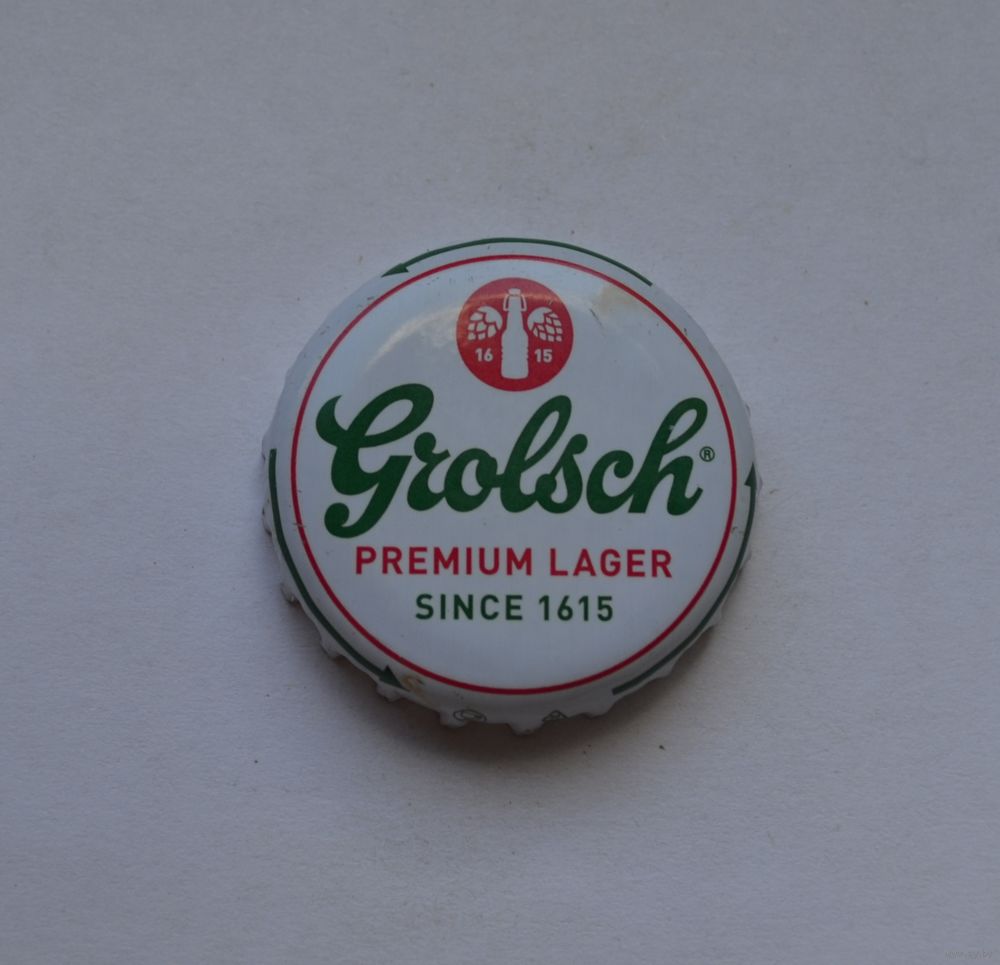 16 15
Grolsch®
PREMIUM LAGER
SINCE 1615